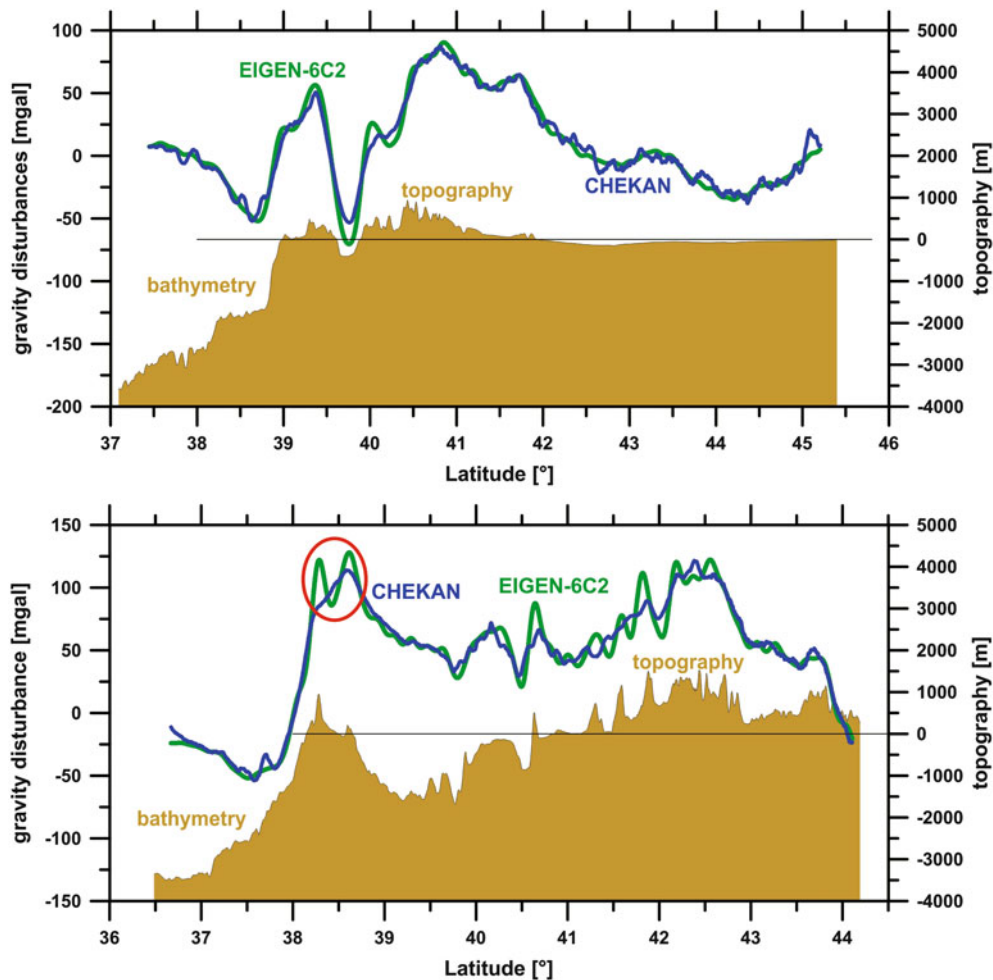 100
5000
EIGEN-6C2
4000
50
3000
0
2000
CHEKAN
topography
1000
-50
0
bathymetry
-100
-1000
-2000
-150
-3000
-200
-4000
gravity disturbances [mgal]
topography [m]
37 38 39 40 41 42 43 44 45 46
Latitude [°]
150
5000
4000
100
CHEKAN
EIGEN-6C2
3000
50
2000
topography
1000
0
0
-50
-1000
bathymetry
-2000
-100
-3000
-150
-4000
gravity disturbance [mgal]
topography [m]
36 37 38 39 40 41 42 43 44
Latitude [°]